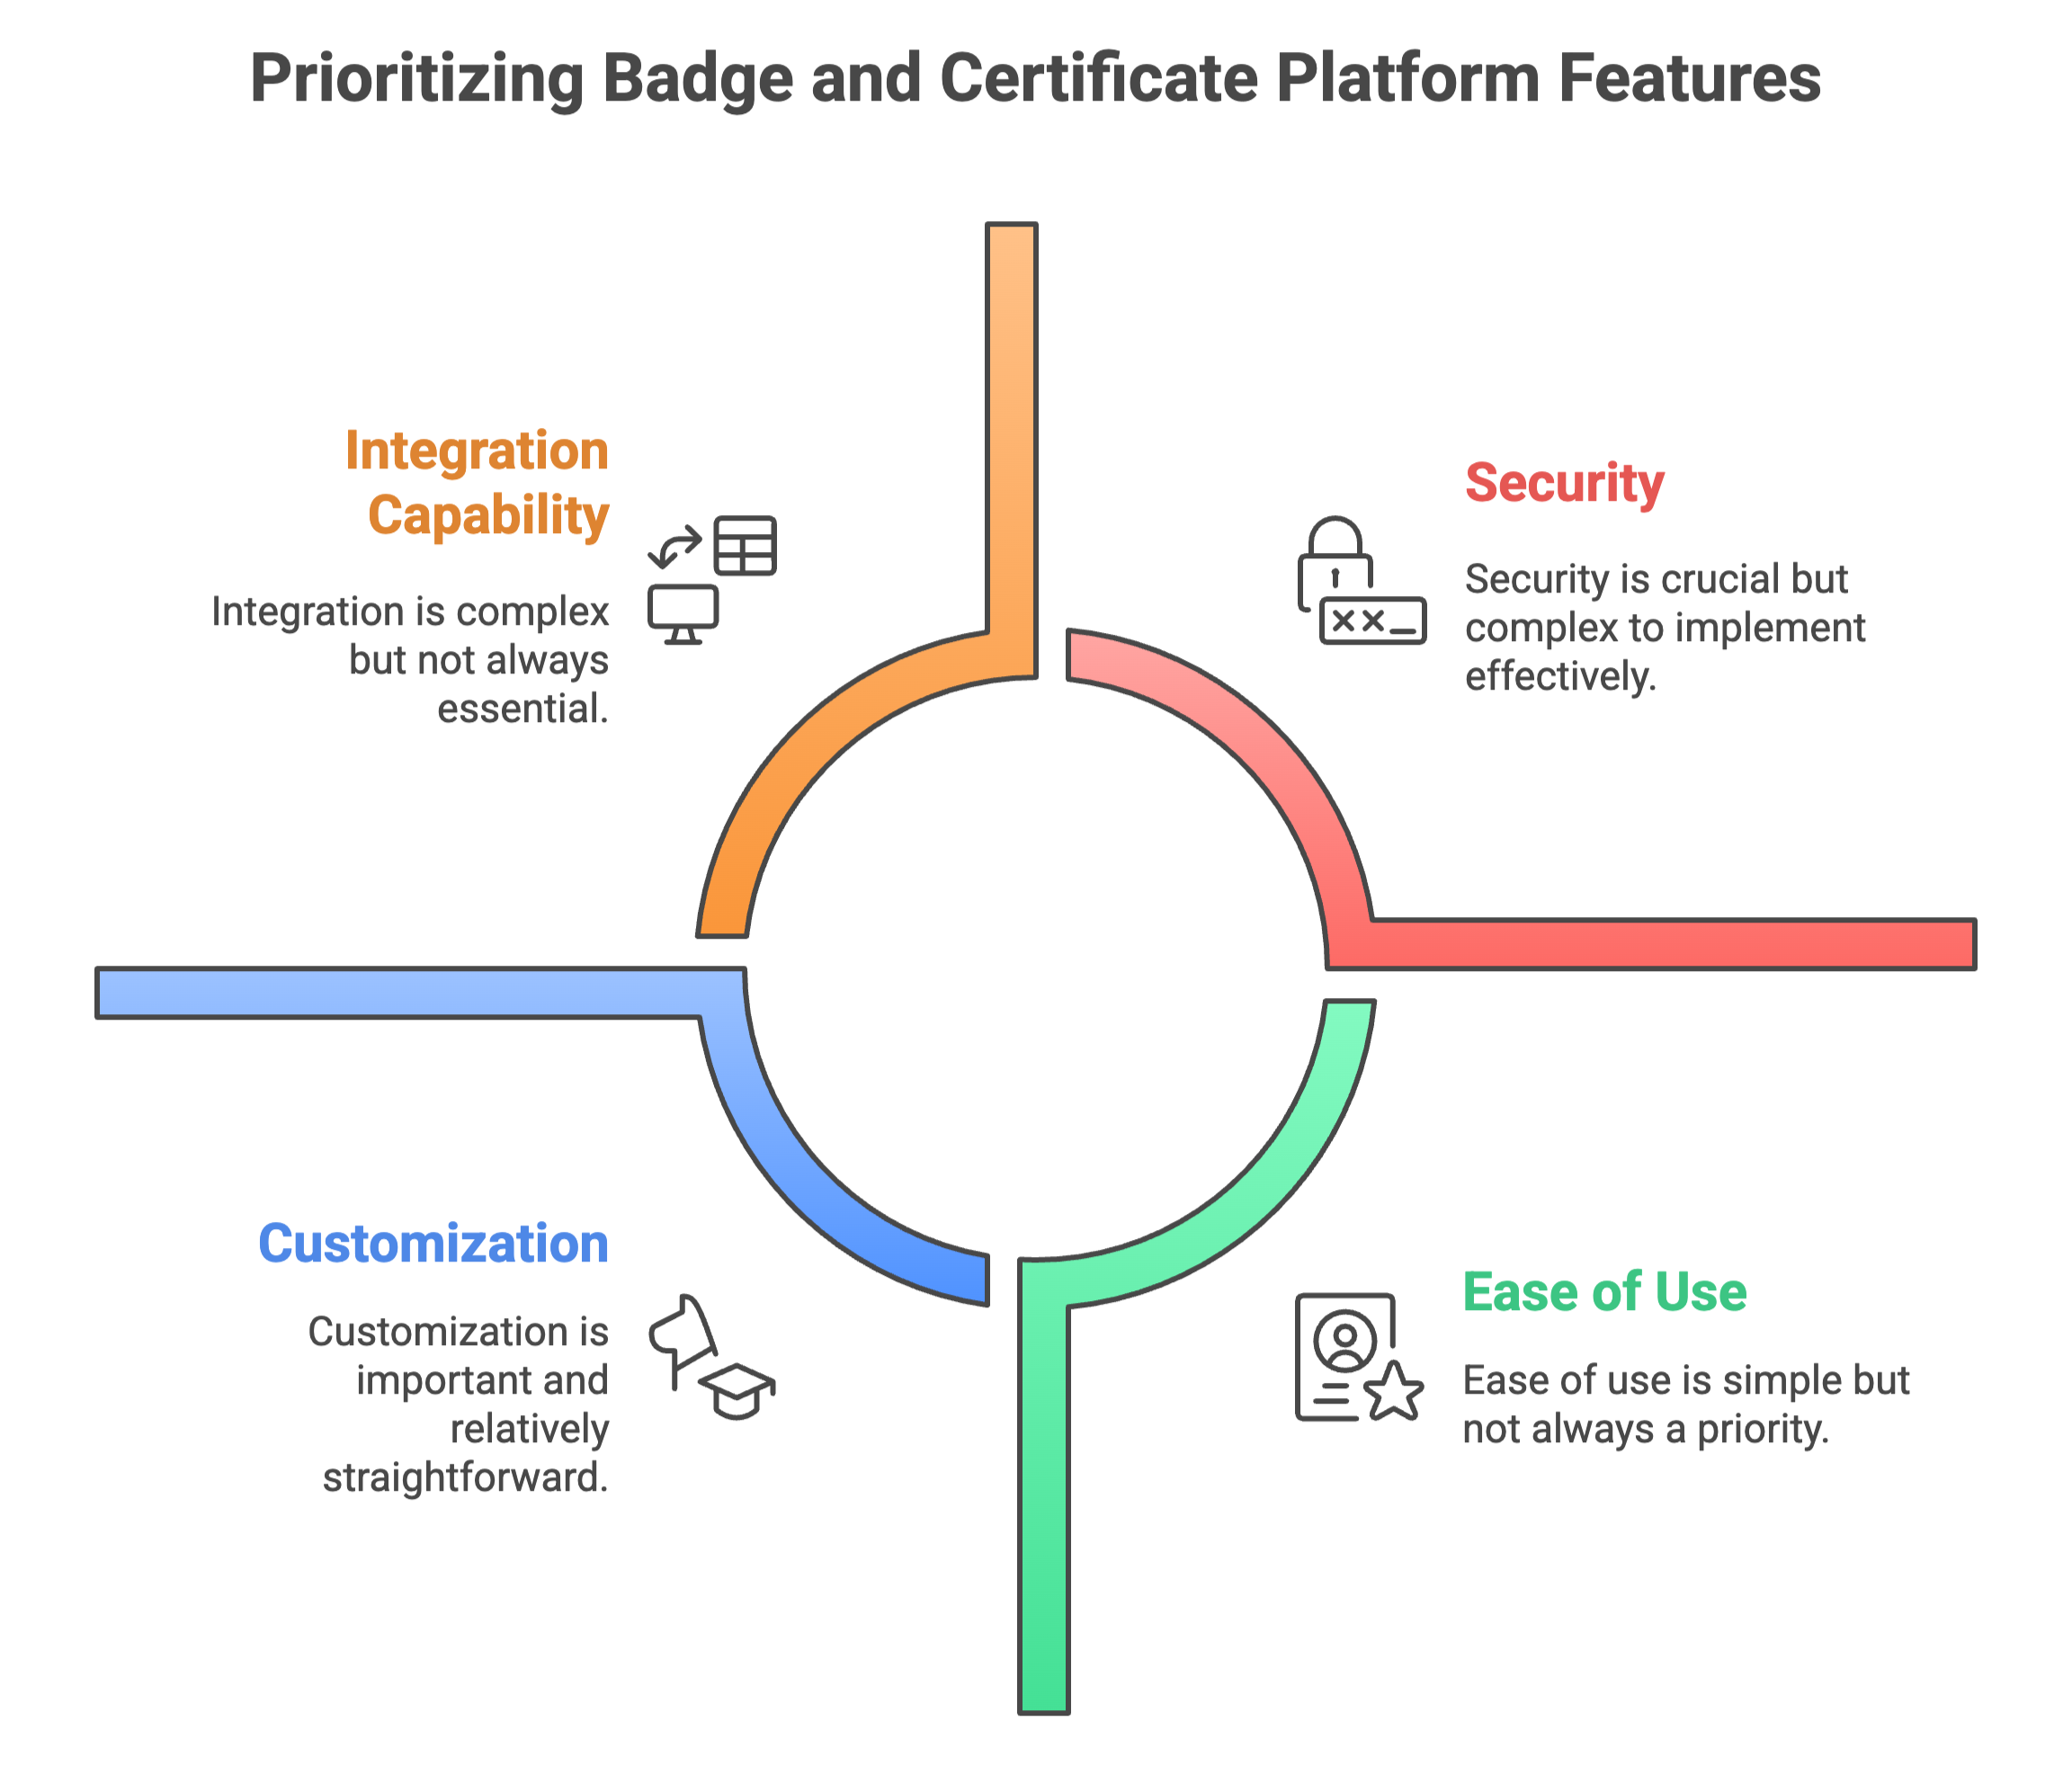 Prioritizing Badge and Certificate Platform Features
Integration
Capability
Integration is complex
but not always
essential.
Security
Security is crucial but
complex to implement
effectively.
Customization
Customization is
important and
relatively
straightforward.
Ease of Use
Ease of use is simple but
not always a priority.